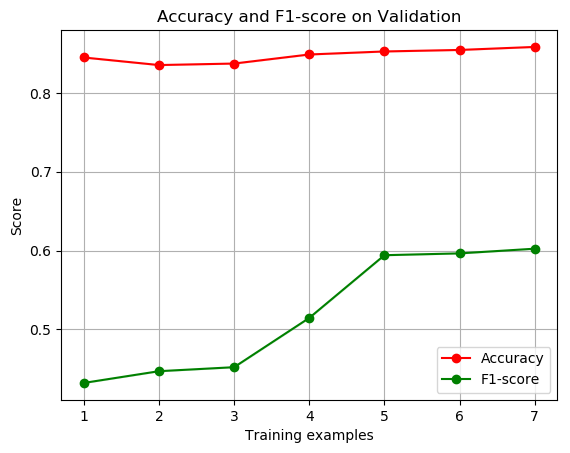 Accuracy and F1-score on Validation
0.8
0.7
0.6
0.5
Score
1 2 3 4 5 6 7
Training examples
Accuracy
F1-score